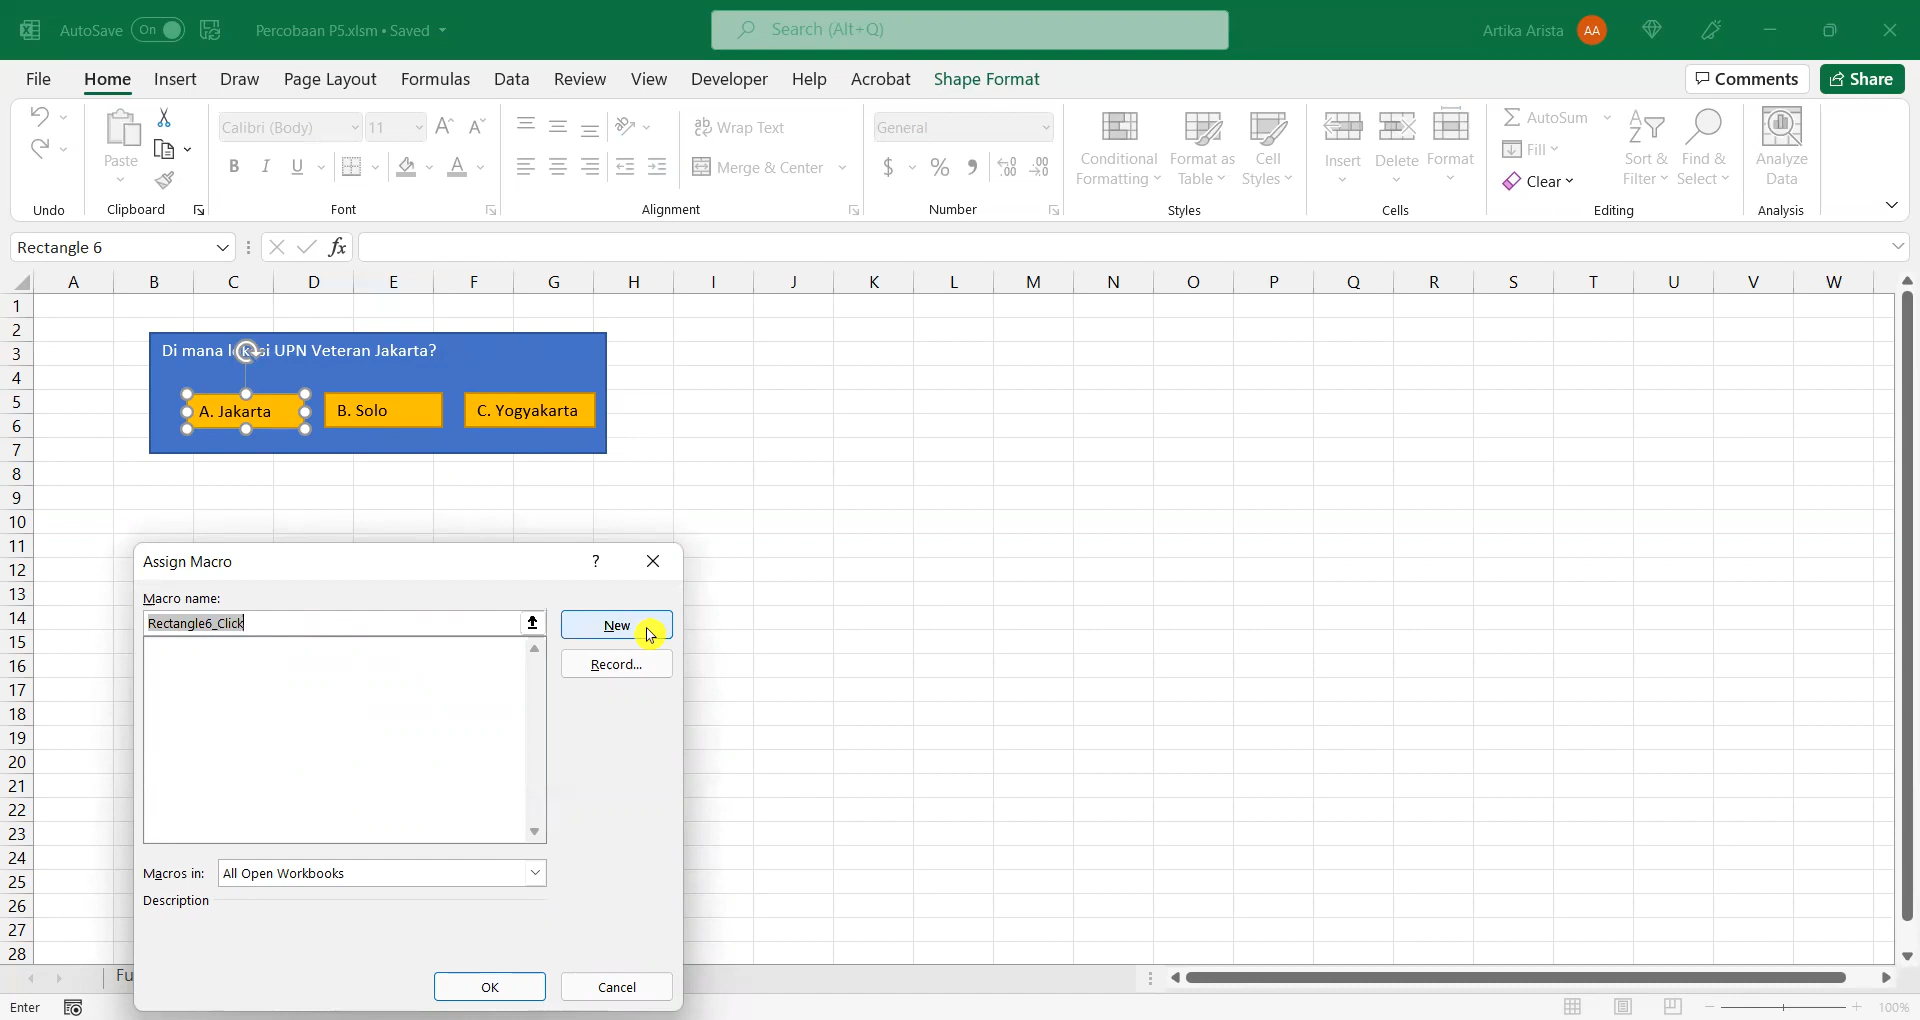 AutoSave On Percobaan P5.xlsm • Saved Search (Alt+Q) Artika Arista AA
File Home Insert Draw Page Layout Formulas Data Review View Developer Help Acrobat Shape Format Comments Share
Calibri (Body) 11 Wrap Text General AutoSum
Paste Conditional Formatting Format as Table Cell Styles Insert Delete Format Fill Sort & Filter Find & Select Analyze Data
B I U Merge & Center $ % Clear
Undo Clipboard Font Alignment Number Styles Cells Editing Analysis
Rectangle 6 fx
A B C D E F G H I J K L M N O P Q R S T U V W
1
2
3
4
5
6
7
8
9
10
11
12
13
14
15
16
17
18
19
20
21
22
23
24
25
26
27
28
Di mana UPN Veteran Jakarta?
A. Jakarta B. Solo C. Yogyakarta
Assign Macro ?
Macro name:
Rectangle6_Click New
Record...
Macros in: All Open Workbooks
Description
OK Cancel
Fu
Enter 100%